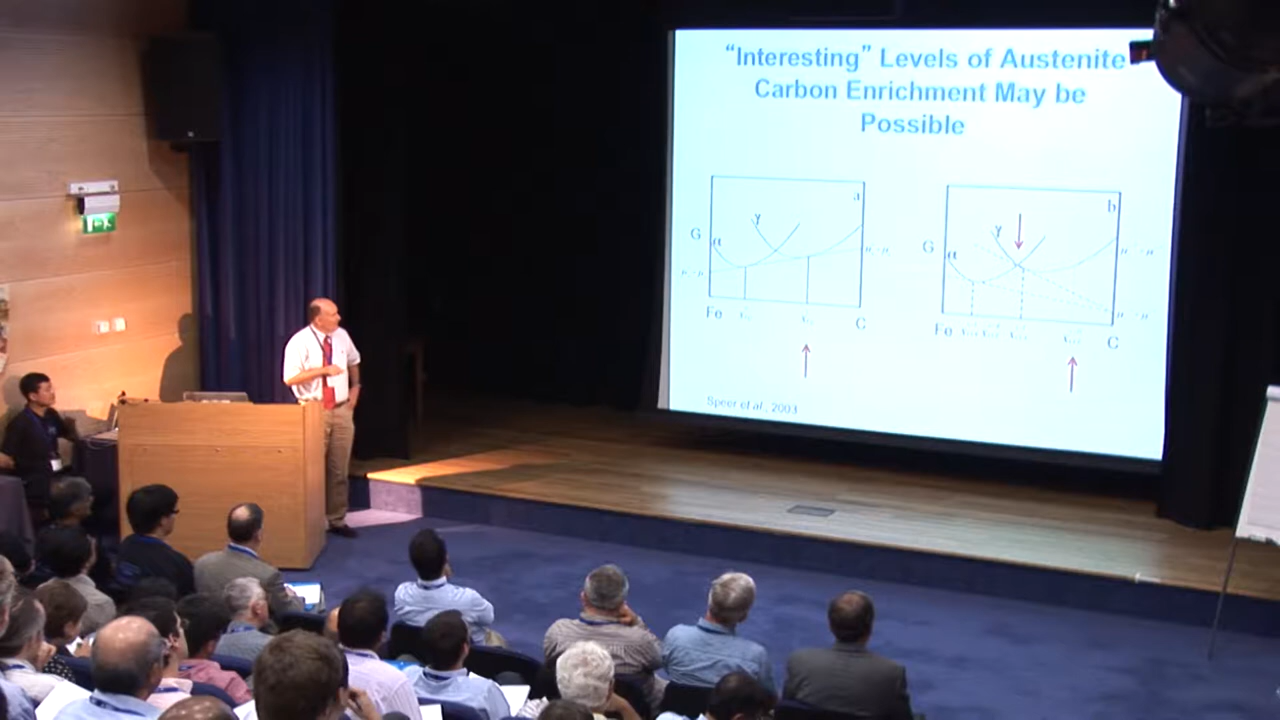 “Interesting” Levels of Austenite
Carbon Enrichment May be
Possible
a
γ
G
α
Fe
C
b
γ
G
α
Fe
C
Speer et al., 2003